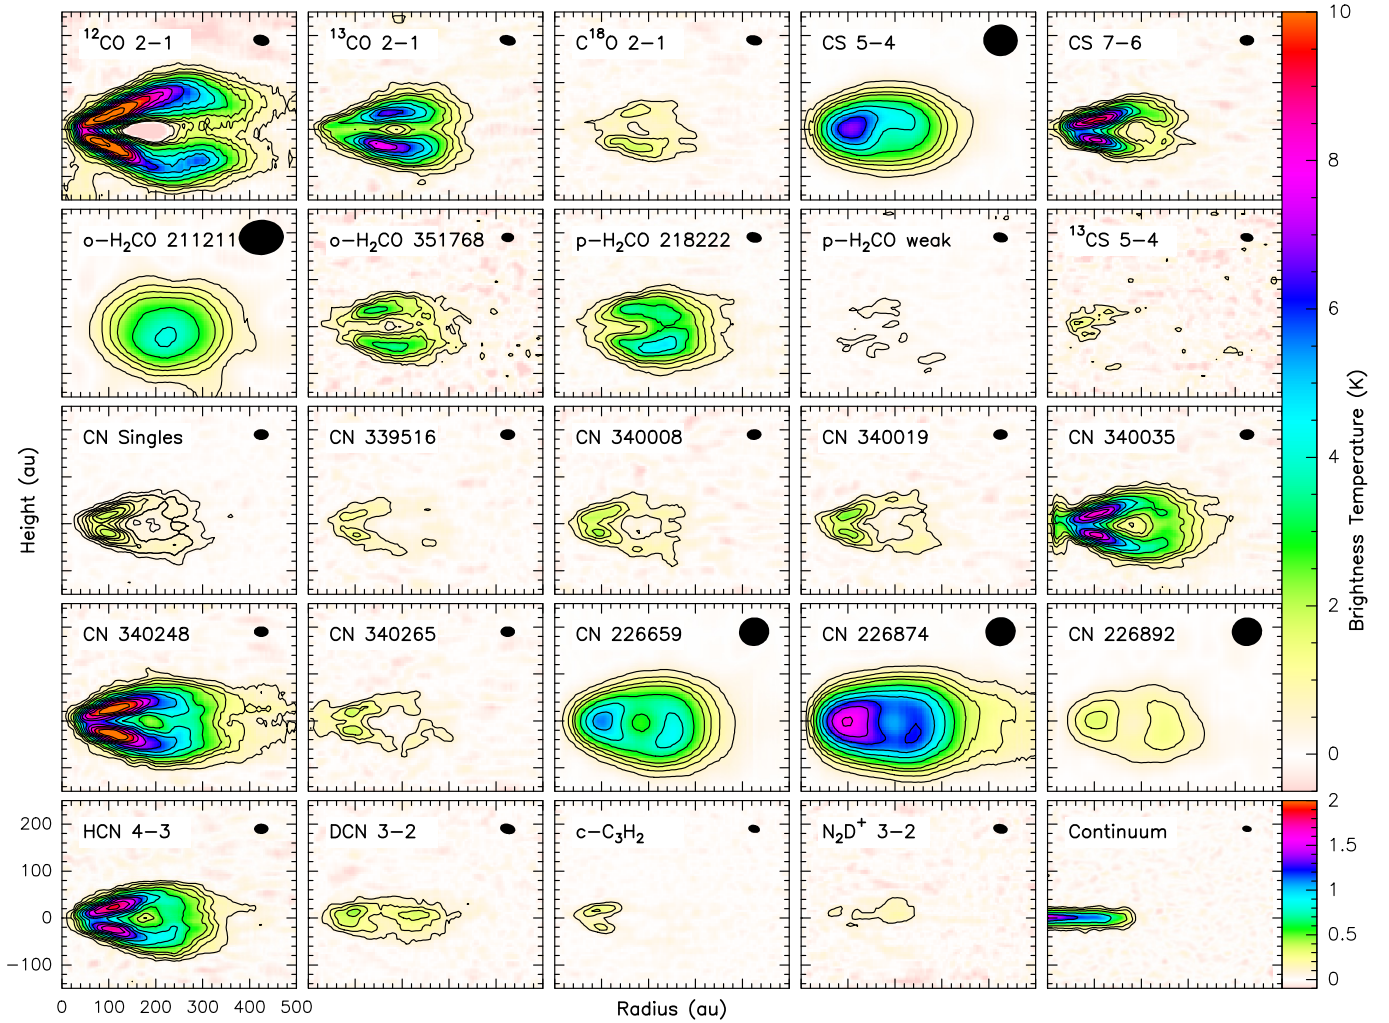 ¹²CO 2−1
¹³CO 2−1
C¹⁸O 2−1
CS 5−4
CS 7−6
o−H₂CO 211211
o−H₂CO 351768
p−H₂CO 218222
p−H₂CO weak
¹³CS 5−4
CN Singles
CN 339516
CN 340008
CN 340019
CN 340035
CN 340248
CN 340265
CN 226659
CN 226874
CN 226892
HCN 4−3
DCN 3−2
c−C₃H₂
N₂D⁺ 3−2
Continuum
Height (au)
200
100
0
−100
0 100 200 300 400 500
Radius (au)
10
8
6
4
2
0
Brightness Temperature (K)
2
1.5
1
0.5
0